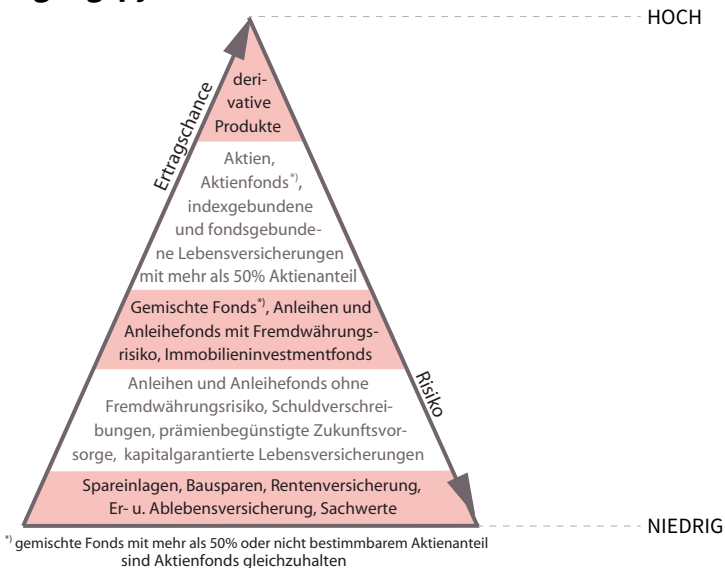 HOCH
Ertragschance
deri-
vative
Produkte
Aktien,
Aktienfonds*),
indexgebundene
und fondsgebunde-
ne Lebensversicherungen
mit mehr als 50% Aktienanteil
Gemischte Fonds*), Anleihen und
Anleihefonds mit Fremdwährungs-
risiko, Immobilieninvestmentfonds
Risiko
Anleihen und Anleihefonds ohne
Fremdwährungsrisiko, Schuldverschrei-
bungen, prämienbegünstigte Zukunftsvor-
sorge, kapitalgarantierte Lebensversicherungen
Spareinlagen, Bausparen, Rentenversicherung,
Er- u. Ablebensversicherung, Sachwerte
NIEDRIG
*) gemischte Fonds mit mehr als 50% oder nicht bestimmbarem Aktienanteil
sind Aktienfonds gleichzuhalten